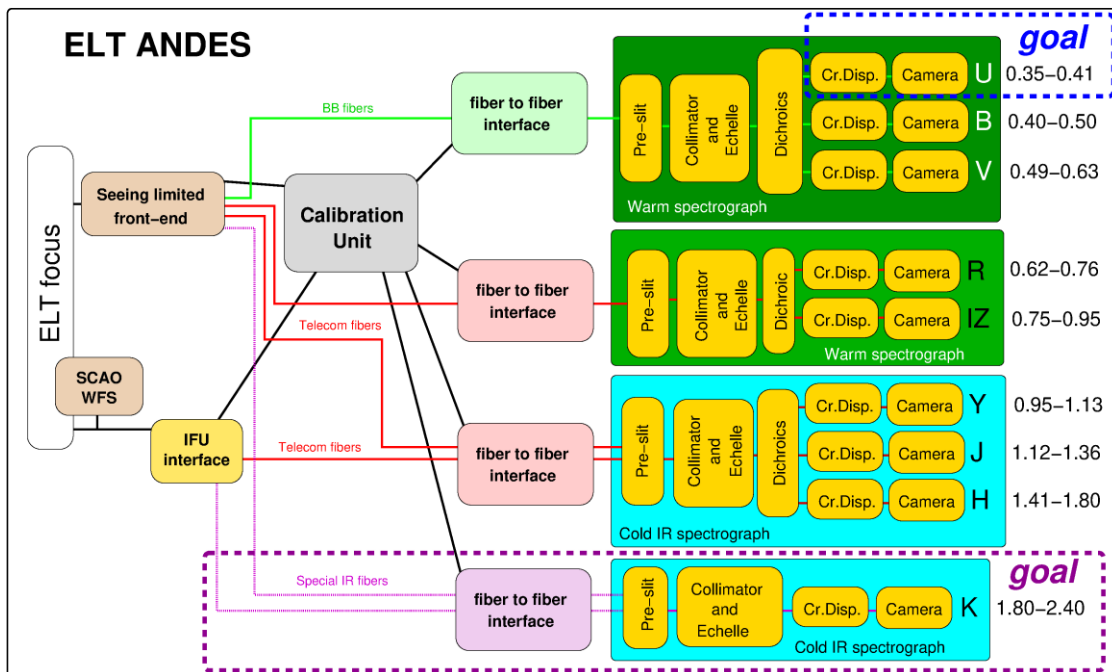 ELT ANDES
goal
BB fibers
fiber to fiber
interface
Pre-slit
Collimator
and
Echelle
Dichroics
Cr.Disp.
Camera
U
0.35-0.41
Cr.Disp.
Camera
B
0.40-0.50
Cr.Disp.
Camera
V
0.49-0.63
Warm spectrograph
ELT focus
Seeing limited
front-end
Calibration
Unit
fiber to fiber
interface
Pre-slit
Collimator
and
Echelle
Dichroic
Cr.Disp.
Camera
R
0.62-0.76
Cr.Disp.
Camera
IZ
0.75-0.95
Warm spectrograph
Telecom fibers
SCAO
WFS
IFU
interface
Telecom fibers
fiber to fiber
interface
Pre-slit
Collimator
and
Echelle
Dichroics
Cr.Disp.
Camera
Y
0.95-1.13
Cr.Disp.
Camera
J
1.12-1.36
Cr.Disp.
Camera
H
1.41-1.80
Cold IR spectrograph
goal
Special IR fibers
fiber to fiber
interface
Pre-slit
Collimator
and
Echelle
Cr.Disp.
Camera
K
1.80-2.40
Cold IR spectrograph